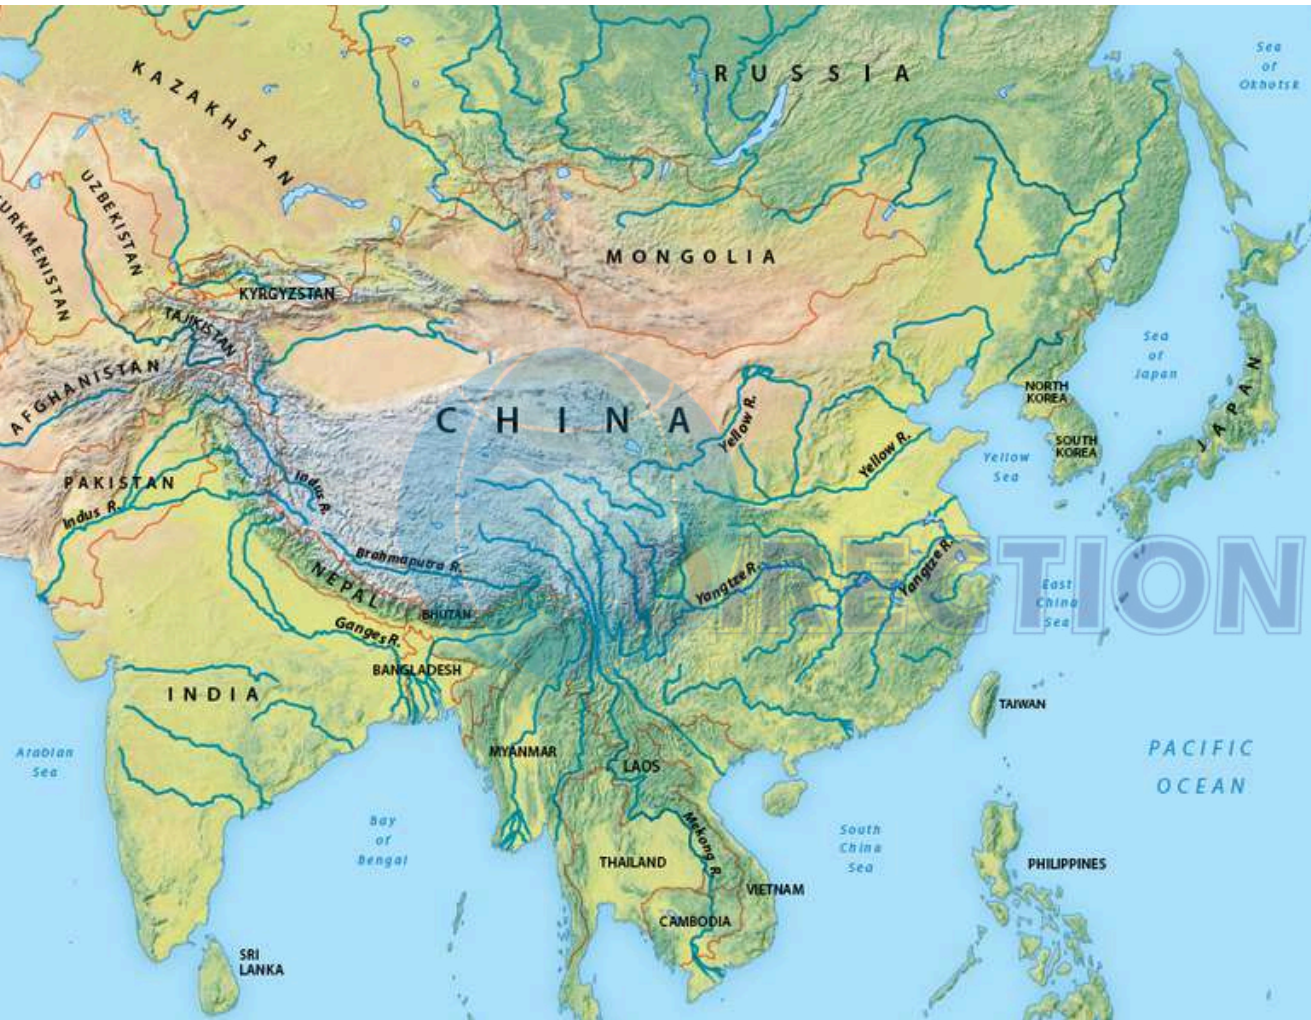 Sea
of
Okhotsk
RUSSIA
KAZAKHSTAN
UZBEKISTAN
URKMENISTAN
MONGOLIA
KYRGYZSTAN
TAJIKISTAN
AFGHANISTAN
Sea
of
Japan
JAPAN
NORTH
KOREA
SOUTH
KOREA
CHINA
Yellow R.
Yellow R.
Yellow
Sea
PAKISTAN
Indus R.
Indus R.
Brahmaputra R.
NEPAL
BHUTAN
Ganges R.
BANGLADESH
Yangtze R.
Yangtze R.
East
China
Sea
RECTION
INDIA
TAIWAN
Arabian
Sea
MYANMAR
LAOS
PACIFIC
OCEAN
Bay
of
Bengal
Mekong R.
South
China
Sea
THAILAND
VIETNAM
PHILIPPINES
CAMBODIA
SRI
LANKA